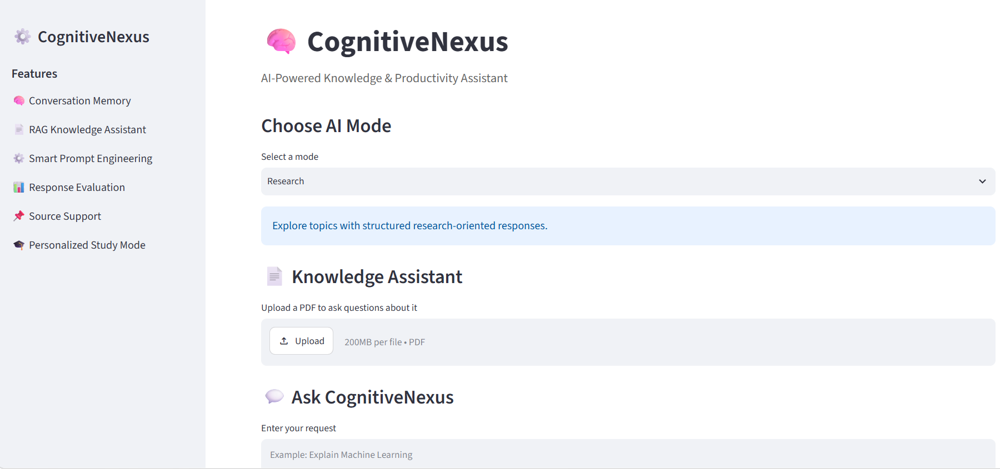 CognitiveNexus
Features
Conversation Memory
RAG Knowledge Assistant
Smart Prompt Engineering
Response Evaluation
Source Support
Personalized Study Mode
CognitiveNexus
AI-Powered Knowledge & Productivity Assistant
Choose AI Mode
Select a mode
Research
Explore topics with structured research-oriented responses.
Knowledge Assistant
Upload a PDF to ask questions about it
Upload 200MB per file • PDF
Ask CognitiveNexus
Enter your request
Example: Explain Machine Learning